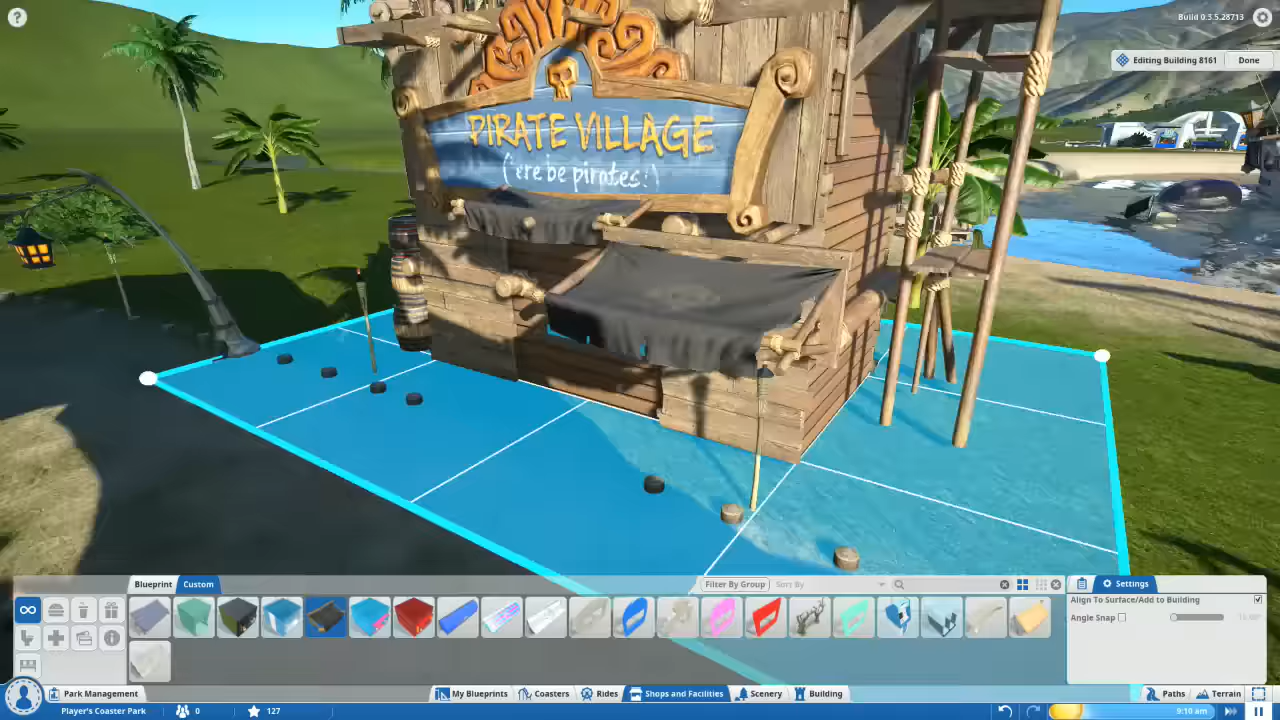 ?
Build 0.3.5.28713
Editing Building 8161
Done
PIRATE VILLAGE
('ere be pirates!)
Blueprint
Custom
Filter By Group
Sort By
Settings
Align To Surface/Add to Building
Angle Snap
My Blueprints
Coasters
Rides
Shops and Facilities
Scenery
Building
Paths
Terrain
Park Management
Player's Coaster Park
0
127
9:10 am